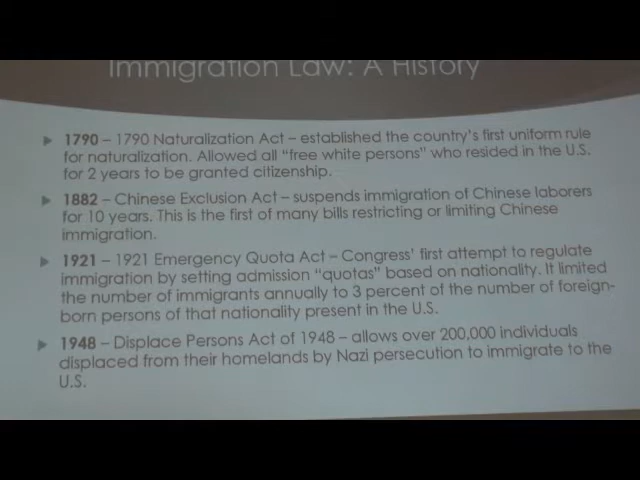 Immigration Law: A History
1790 – 1790 Naturalization Act – established the country's first uniform rule
for naturalization. Allowed all "free white persons" who resided in the U.S.
for 2 years to be granted citizenship.
1882 – Chinese Exclusion Act – suspends immigration of Chinese laborers
for 10 years. This is the first of many bills restricting or limiting Chinese
immigration.
1921 – 1921 Emergency Quota Act – Congress' first attempt to regulate
immigration by setting admission "quotas" based on nationality. It limited
the number of immigrants annually to 3 percent of the number of foreign-
born persons of that nationality present in the U.S.
1948 – Displace Persons Act of 1948 – allows over 200,000 individuals
displaced from their homelands by Nazi persecution to immigrate to the
U.S.